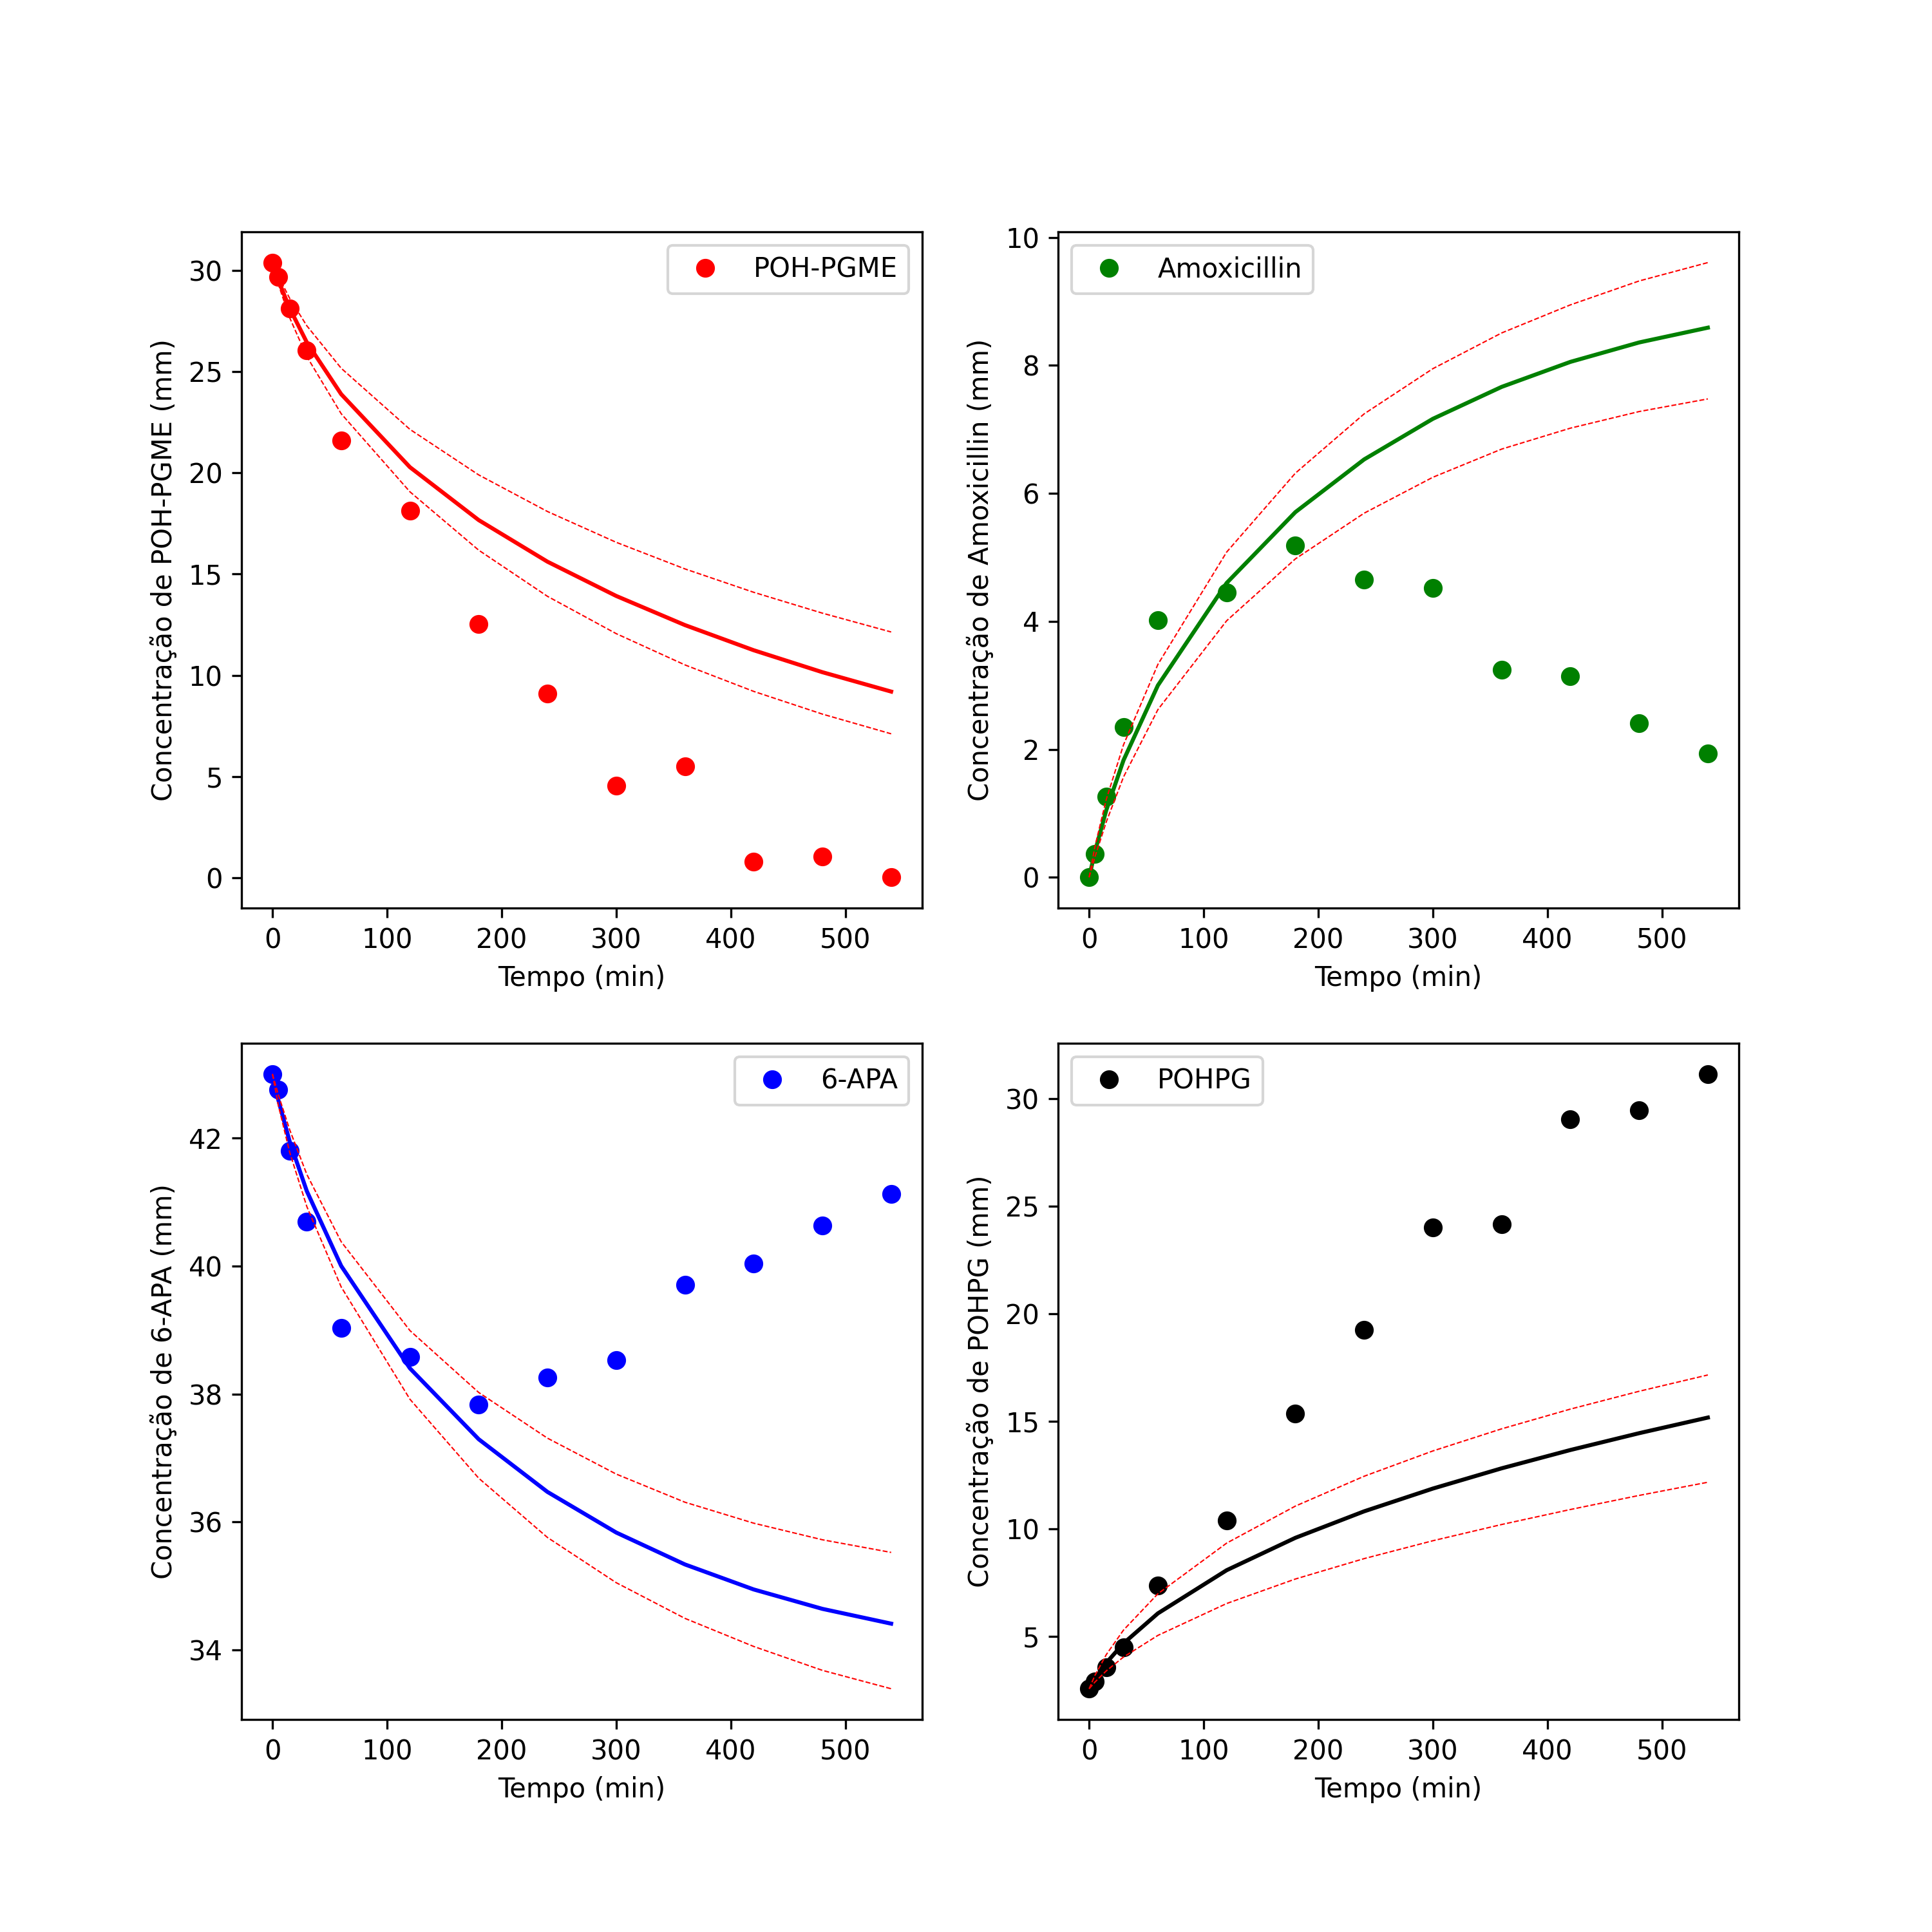 POH-PGME
Concentração de POH-PGME (mm)
30
25
20
15
10
5
0
0 100 200 300 400 500
Tempo (min)
Amoxicillin
Concentração de Amoxicillin (mm)
10
8
6
4
2
0
0 100 200 300 400 500
Tempo (min)
6-APA
Concentração de 6-APA (mm)
42
40
38
36
34
0 100 200 300 400 500
Tempo (min)
POHPG
Concentração de POHPG (mm)
30
25
20
15
10
5
0 100 200 300 400 500
Tempo (min)